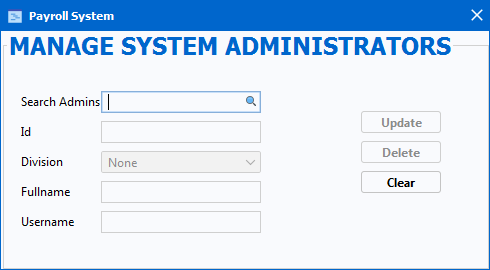 Payroll System
MANAGE SYSTEM ADMINISTRATORS
Search Admins
Id
Division None
Fullname
Username
Update
Delete
Clear